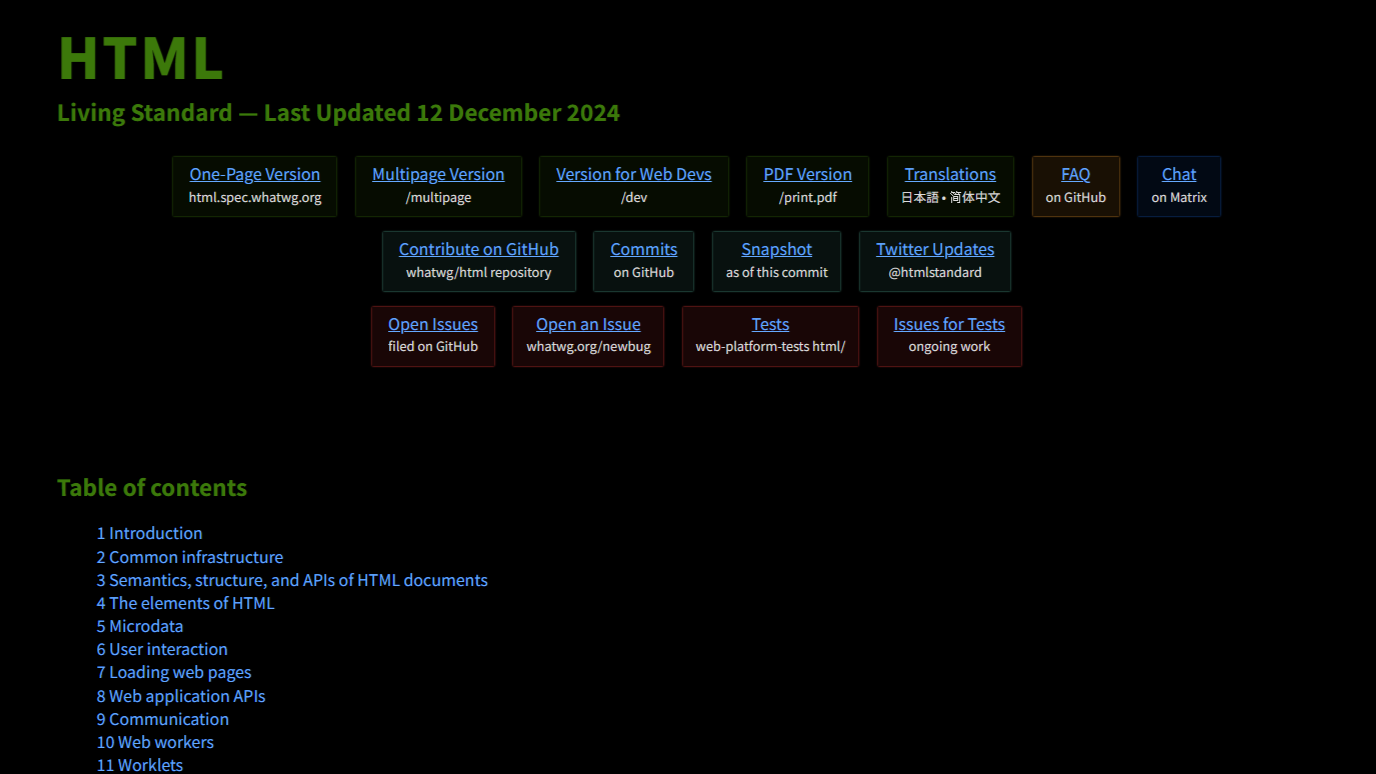 HTML
Living Standard — Last Updated 12 December 2024
One-Page Version Multipage Version Version for Web Devs PDF Version Translations FAQ Chat
html.spec.whatwg.org /multipage /dev /print.pdf 日本語 • 简体中文 on GitHub on Matrix
Contribute on GitHub Commits Snapshot Twitter Updates
whatwg/html repository on GitHub as of this commit @htmlstandard
Open Issues Open an Issue Tests Issues for Tests
filed on GitHub whatwg.org/newbug web-platform-tests html/ ongoing work
Table of contents
1 Introduction
2 Common infrastructure
3 Semantics, structure, and APIs of HTML documents
4 The elements of HTML
5 Microdata
6 User interaction
7 Loading web pages
8 Web application APIs
9 Communication
10 Web workers
11 Worklets